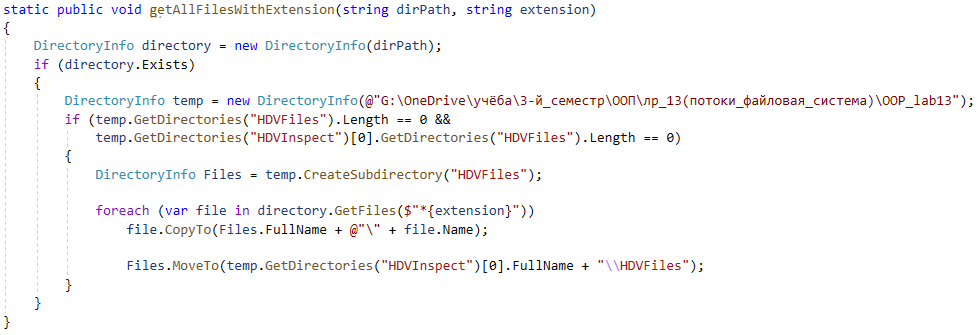 static public void getAllFilesWithExtension(string dirPath, string extension)
{
DirectoryInfo directory = new DirectoryInfo(dirPath);
if (directory.Exists)
{
DirectoryInfo temp = new DirectoryInfo(@"G:\OneDrive\учёба\3-й_семестр\ООП\лр_13(потоки_файловая_система)\OOP_lab13");
if (temp.GetDirectories("HDVFiles").Length == 0 &&
temp.GetDirectories("HDVInspect")[0].GetDirectories("HDVFiles").Length == 0)
{
DirectoryInfo Files = temp.CreateSubdirectory("HDVFiles");
foreach (var file in directory.GetFiles($"*{extension}"))
file.CopyTo(Files.FullName + @"\" + file.Name);
Files.MoveTo(temp.GetDirectories("HDVInspect")[0].FullName + "\\HDVFiles");
}
}
}